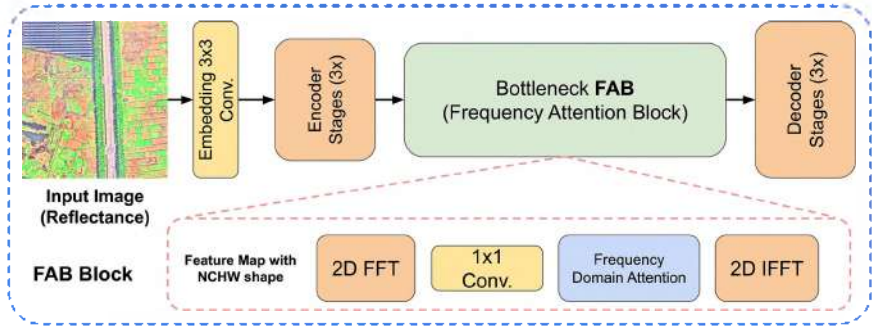 Embedding 3x3
Conv.
Encoder
Stages (3x)
Bottleneck FAB
(Frequency Attention Block)
Decoder
Stages (3x)
Input Image
(Reflectance)
FAB Block
Feature Map with
NCHW shape
2D FFT
1x1
Conv.
Frequency
Domain Attention
2D IFFT